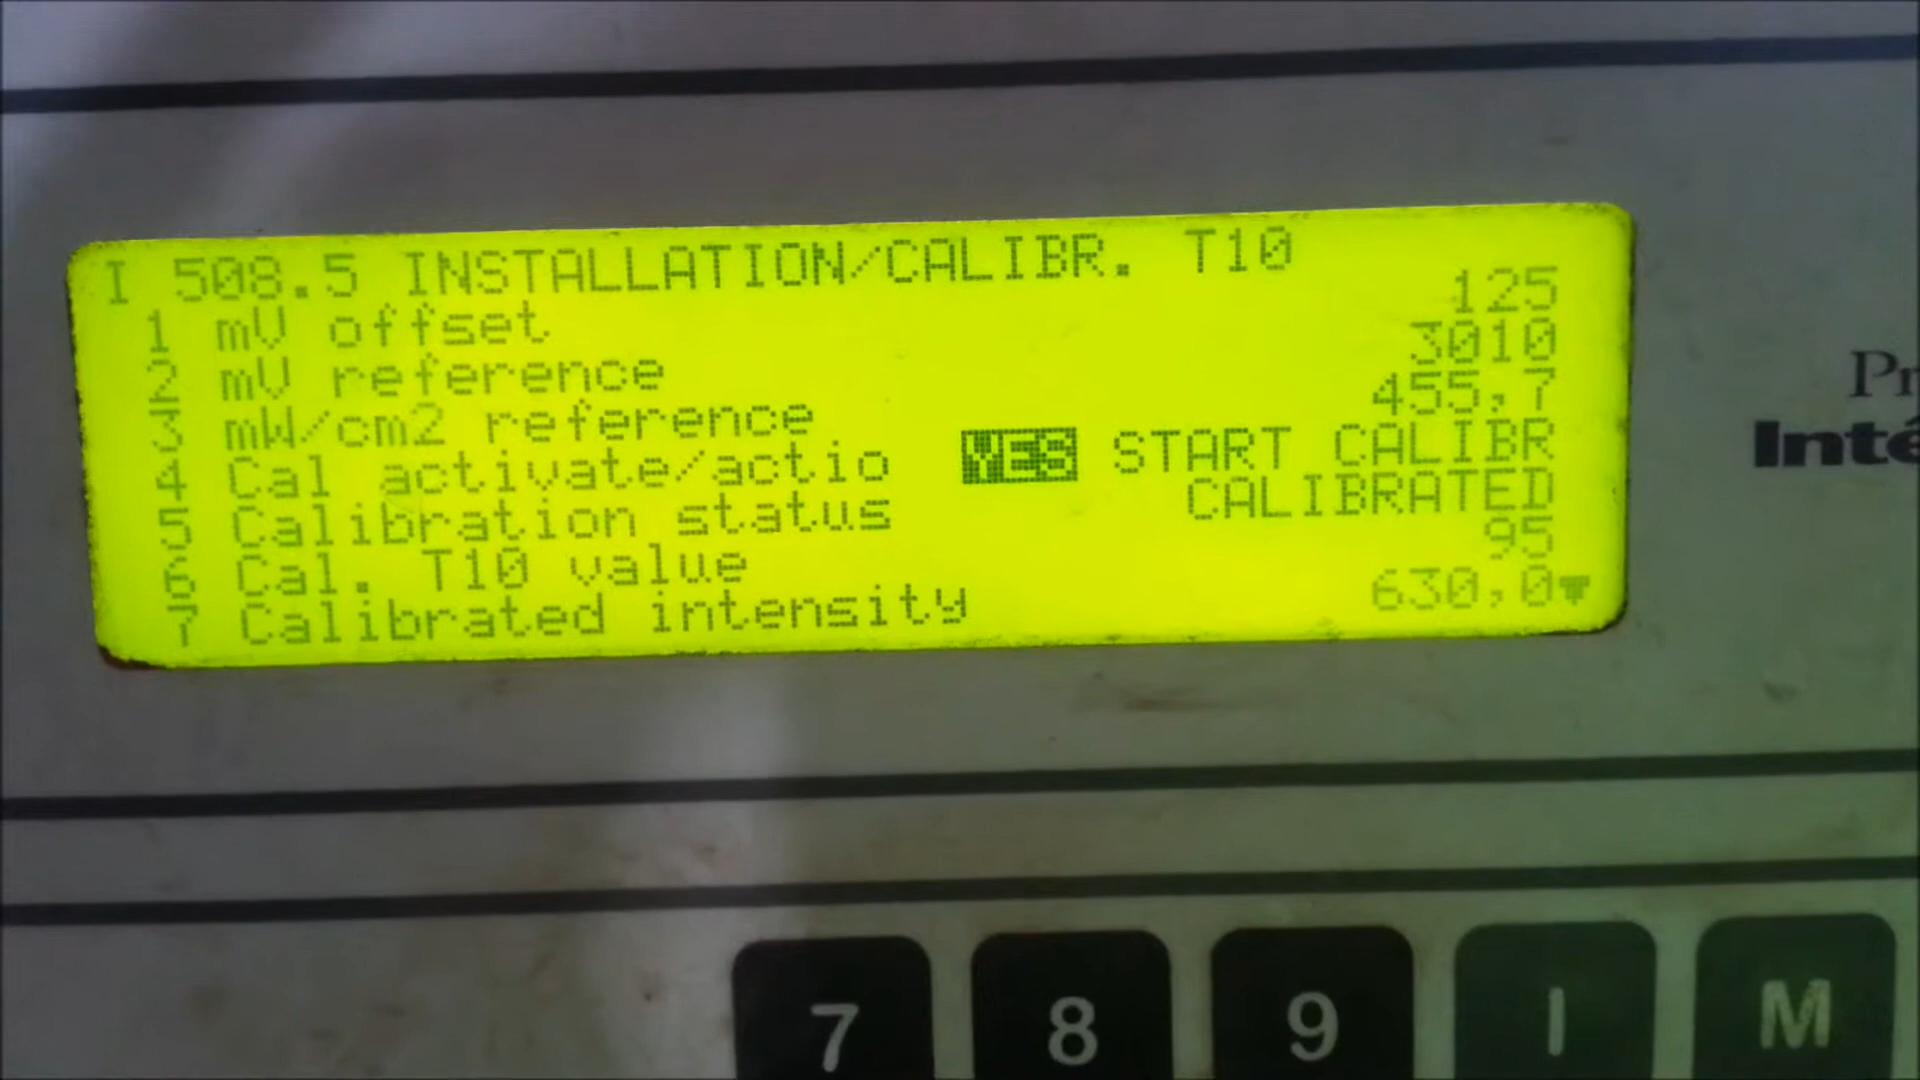 I 508.5 INSTALLATION/CALIBR. T10
1 mV offset 125
2 mV reference 3010
3 mW/cm2 reference 455,7
4 Cal activate/actio YES START CALIBR
5 Calibration status CALIBRATED
6 Cal. T10 value 95
7 Calibrated intensity 630,0▼
7 8 9 I M